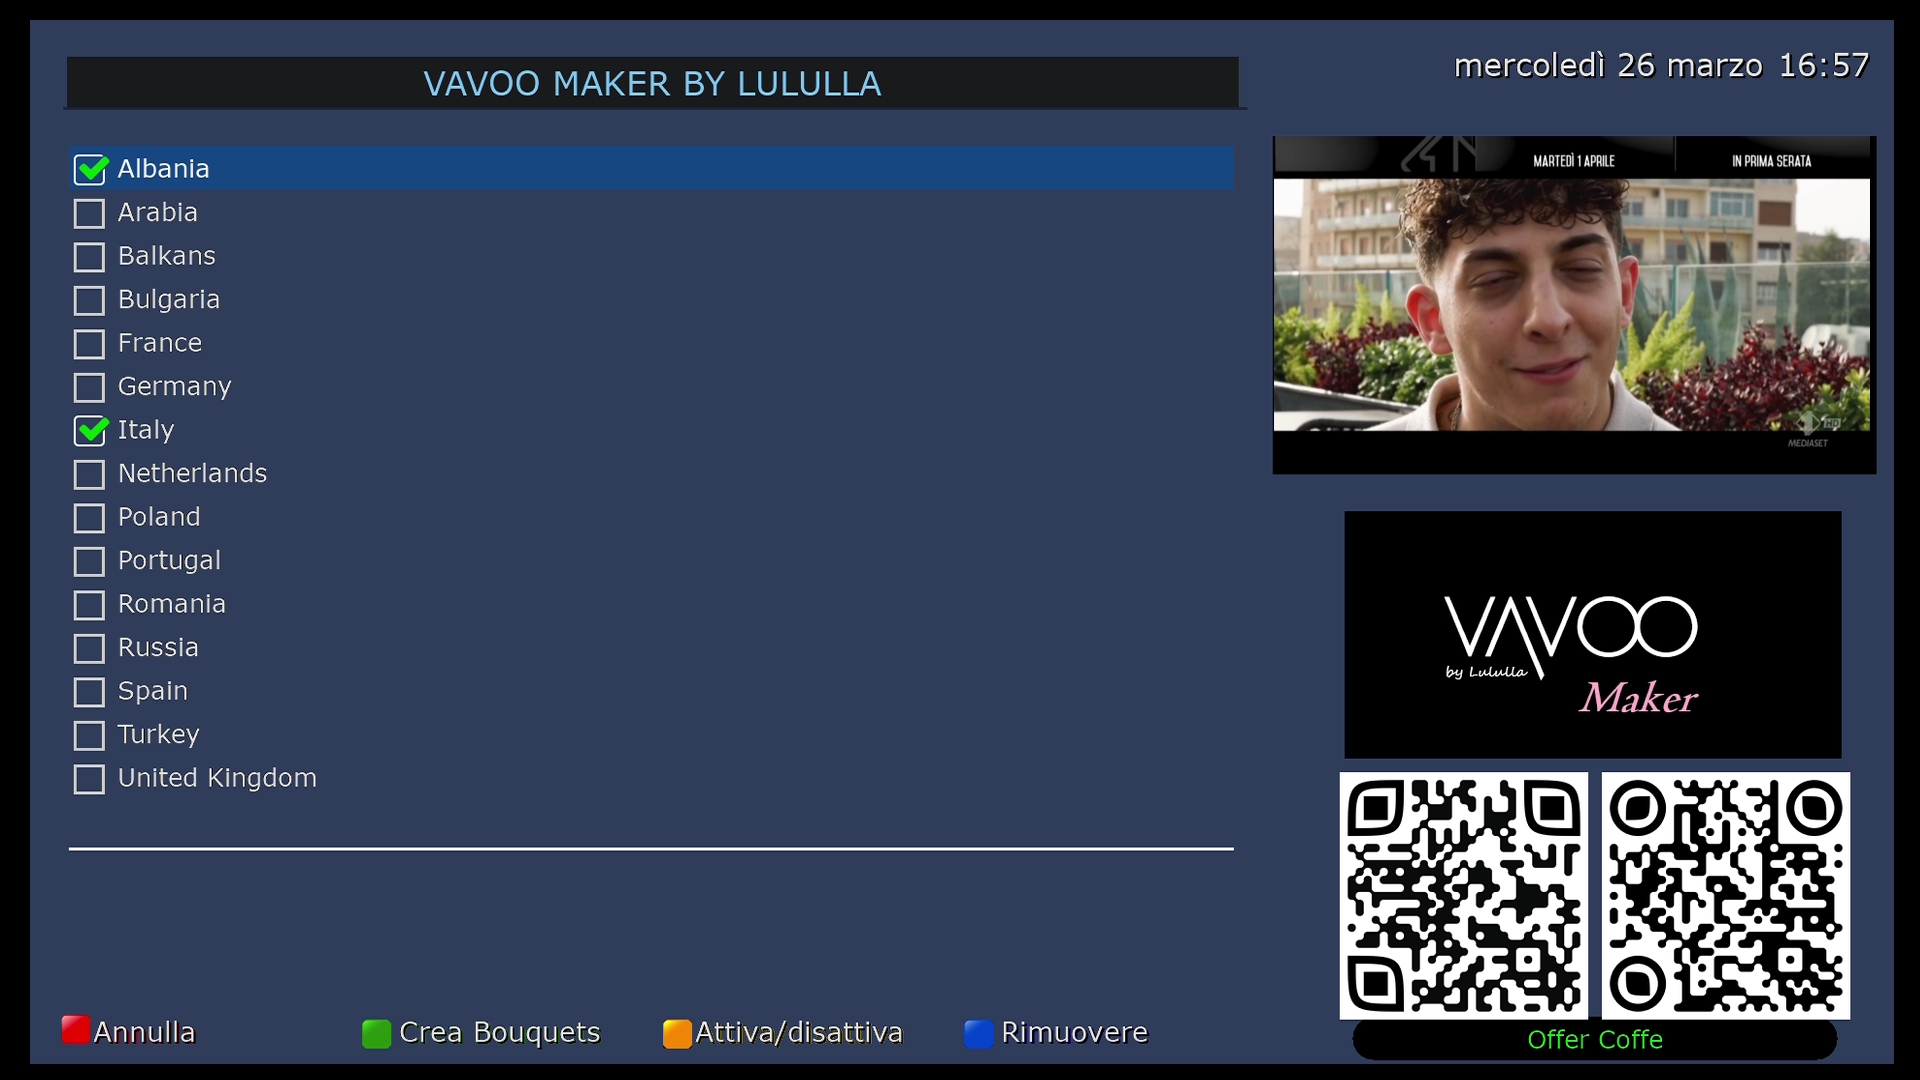 VAVOO MAKER BY LULULLA
mercoledì 26 marzo 16:57
Albania
Arabia
Balkans
Bulgaria
France
Germany
Italy
Netherlands
Poland
Portugal
Romania
Russia
Spain
Turkey
United Kingdom
MARTEDÌ 1 APRILE
IN PRIMA SERATA
HD
MEDIASET
VAVOO
by Lululla
Maker
Annulla
Crea Bouquets
Attiva/disattiva
Rimuovere
Offer Coffe